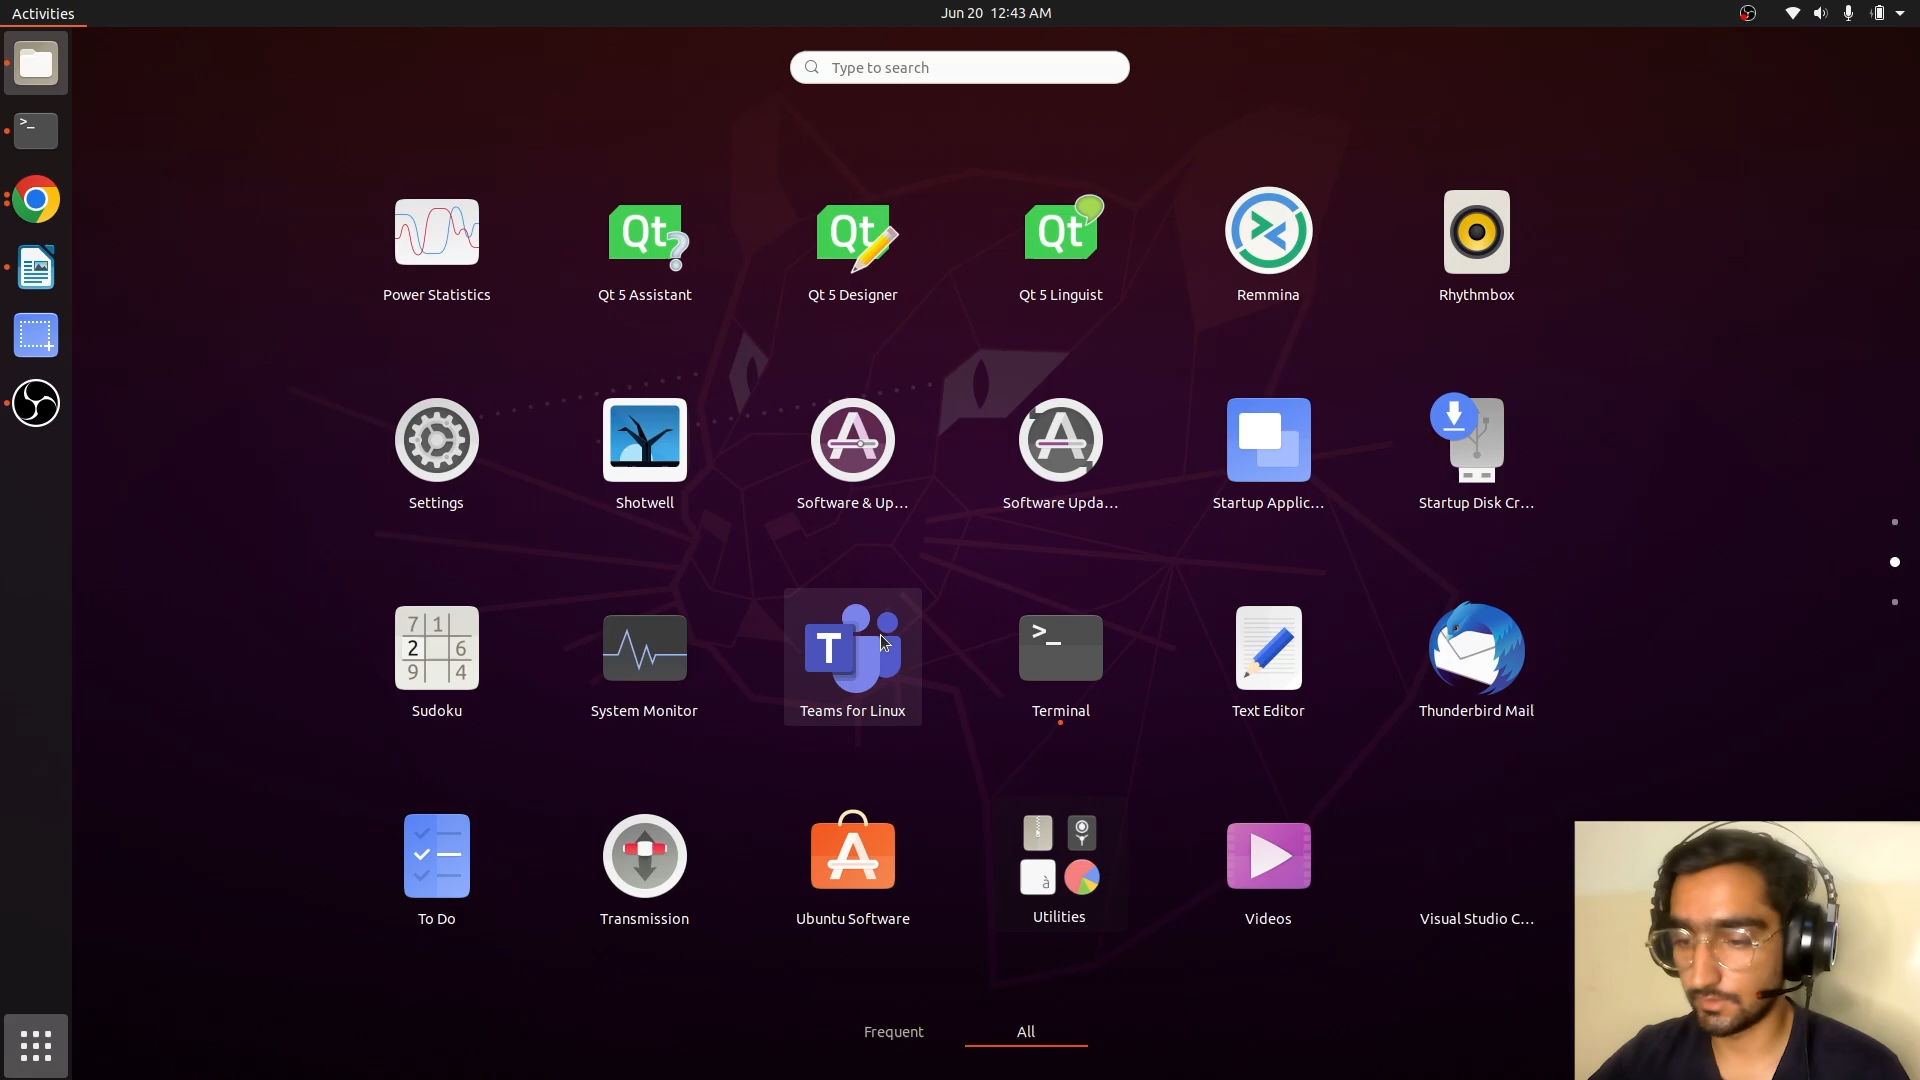 Activities
Jun 20 12:43 AM
Type to search
Power Statistics
Qt 5 Assistant
Qt 5 Designer
Qt 5 Linguist
Remmina
Rhythmbox
Settings
Shotwell
Software & Up...
Software Upda...
Startup Applic...
Startup Disk Cr...
Sudoku
System Monitor
Teams for Linux
Terminal
Text Editor
Thunderbird Mail
To Do
Transmission
Ubuntu Software
Utilities
Videos
Visual Studio C...
Frequent
All